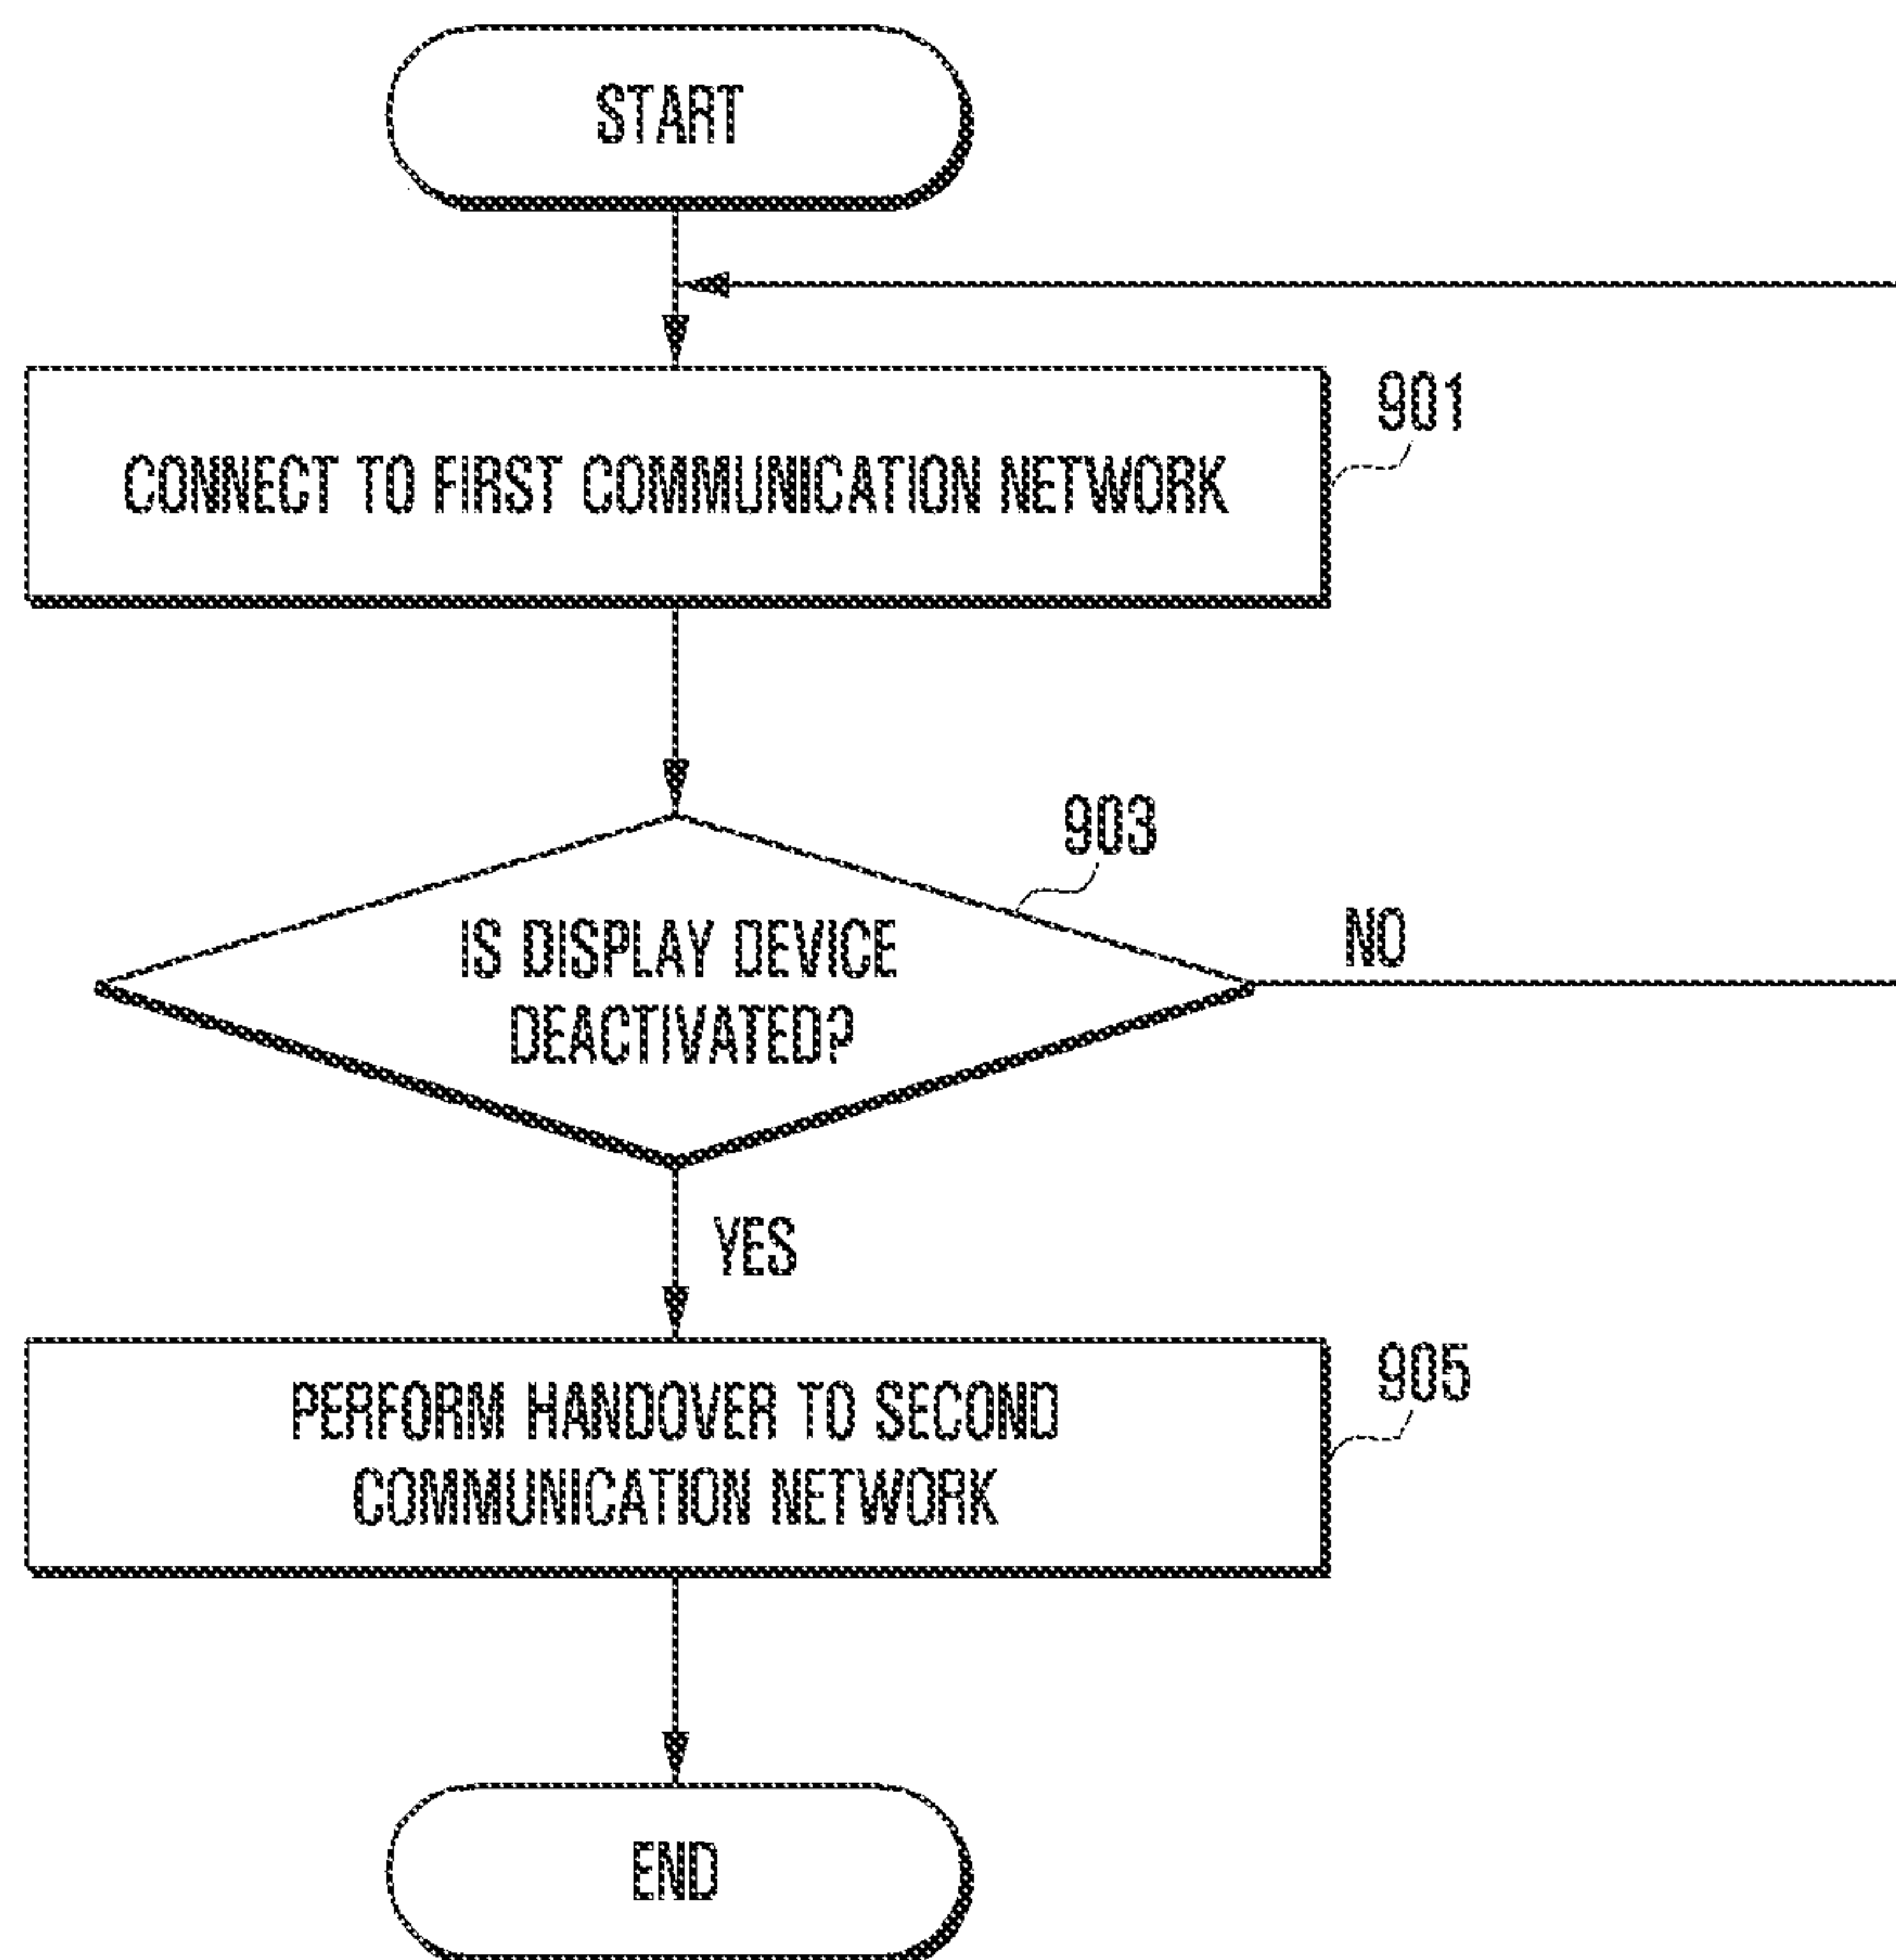 START
CONNECT TO FIRST COMMUNICATION NETWORK
901
903
IS DISPLAY DEVICE
DEACTIVATED?
NO
YES
PERFORM HANDOVER TO SECOND
COMMUNICATION NETWORK
905
END